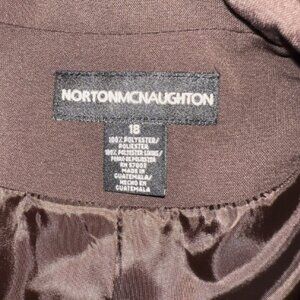 NORTONMCNAUGHTON
18
100% POLYESTER/
POLIESTER
100% POLYESTER LINING/
FORRO DE POLIESTER
RN 57002
MADE IN
GUATEMALA/
HECHO EN
GUATEMALA